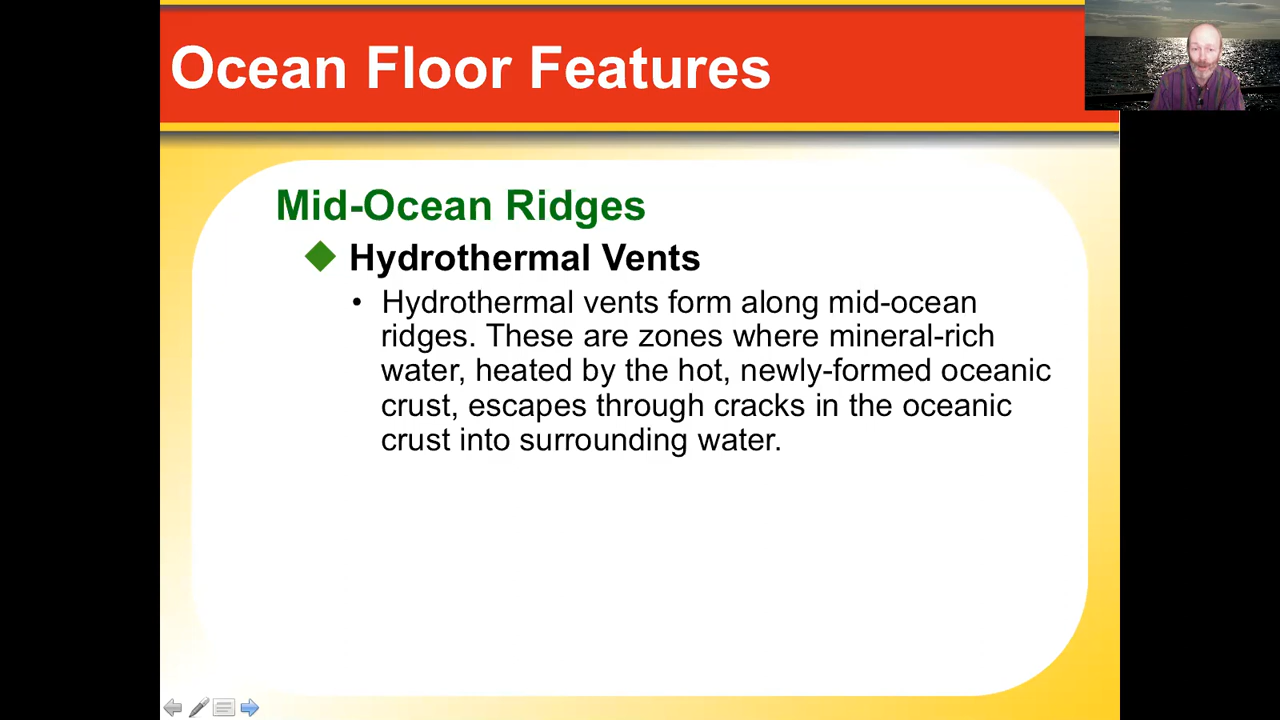 Ocean Floor Features
Mid-Ocean Ridges
Hydrothermal Vents
• Hydrothermal vents form along mid-ocean
ridges. These are zones where mineral-rich
water, heated by the hot, newly-formed oceanic
crust, escapes through cracks in the oceanic
crust into surrounding water.